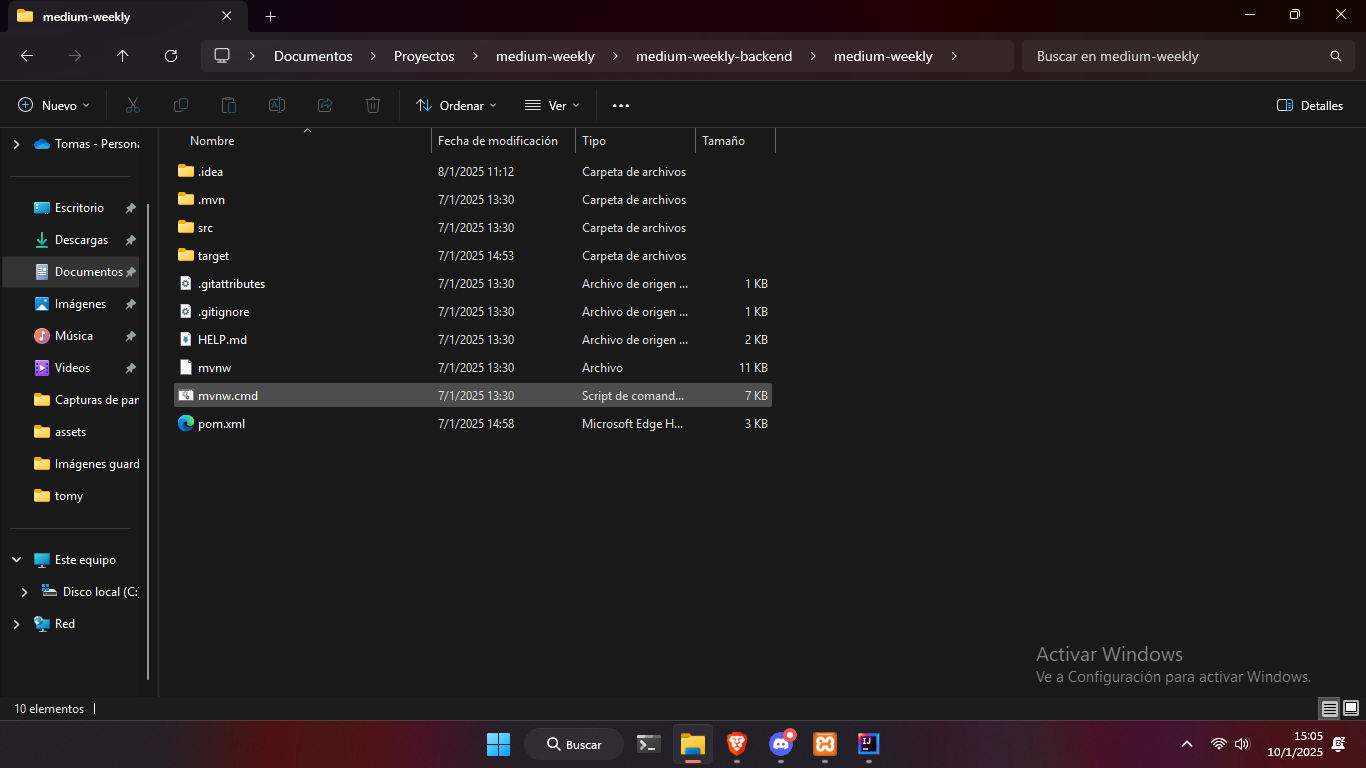 medium-weekly
Documentos
Proyectos
medium-weekly
medium-weekly-backend
medium-weekly
Buscar en medium-weekly
Nuevo
Ordenar
Ver
Detalles
Tomas - Persona
Escritorio
Descargas
Documentos
Imágenes
Música
Videos
Capturas de pan
assets
Imágenes guard
tomy
Este equipo
Disco local (C:)
Red
Nombre Fecha de modificación Tipo Tamaño
.idea 8/1/2025 11:12 Carpeta de archivos
.mvn 7/1/2025 13:30 Carpeta de archivos
src 7/1/2025 13:30 Carpeta de archivos
target 7/1/2025 14:53 Carpeta de archivos
.gitattributes 7/1/2025 13:30 Archivo de origen ... 1 KB
.gitignore 7/1/2025 13:30 Archivo de origen ... 1 KB
HELP.md 7/1/2025 13:30 Archivo de origen ... 2 KB
mvnw 7/1/2025 13:30 Archivo 11 KB
mvnw.cmd 7/1/2025 13:30 Script de comand... 7 KB
pom.xml 7/1/2025 14:58 Microsoft Edge H... 3 KB
Activar Windows
Ve a Configuración para activar Windows.
10 elementos
Buscar
15:05
10/1/2025